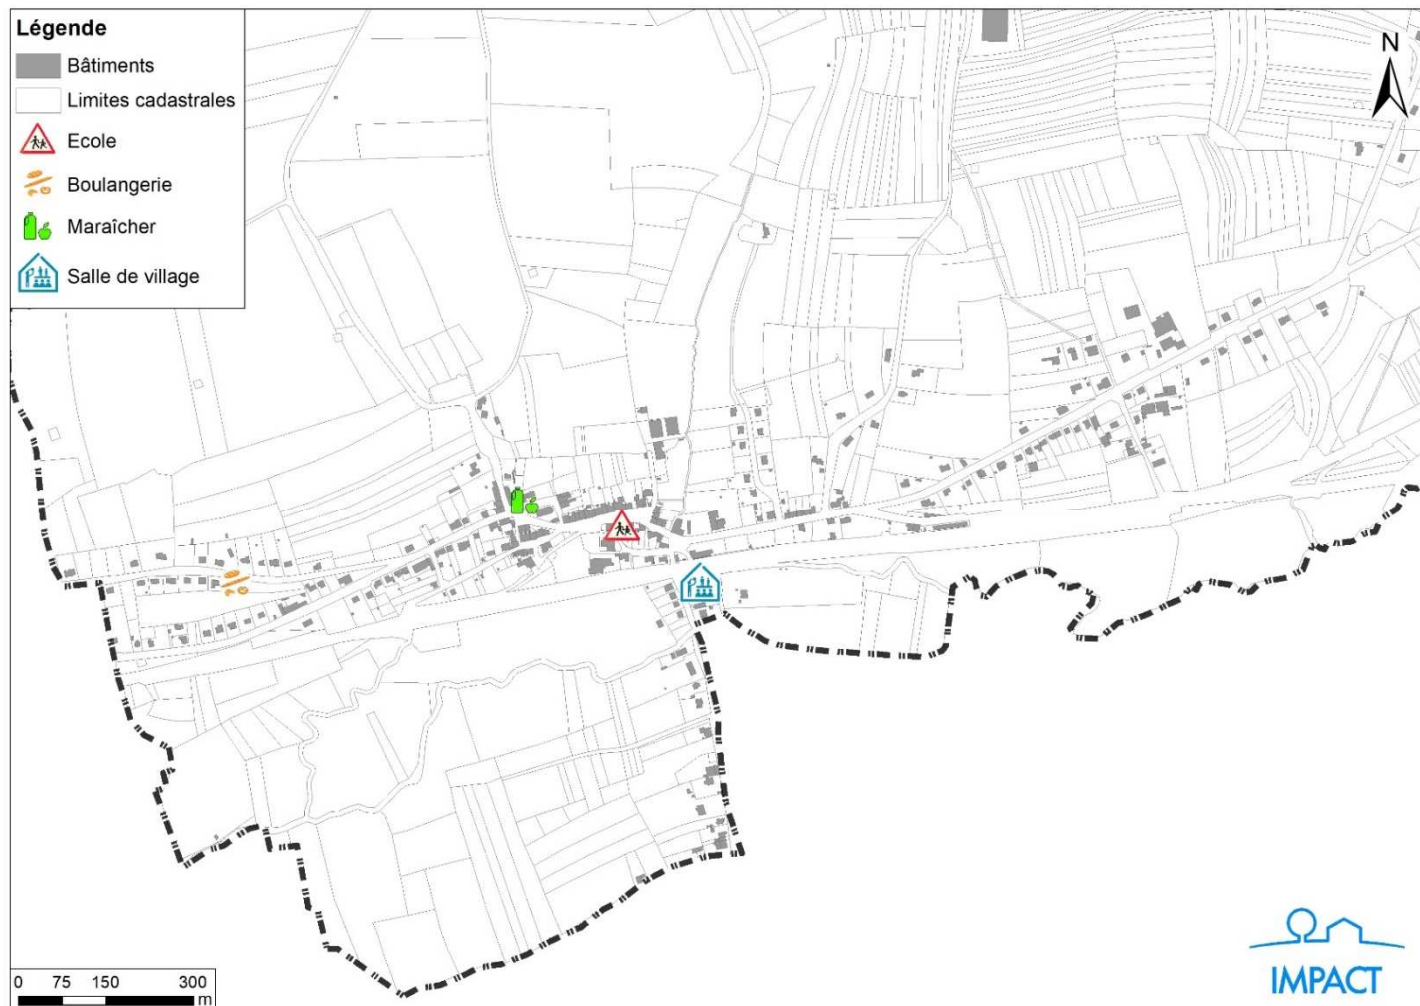 Légende
Bâtiments
Limites cadastrales
Ecole
Boulangerie
Maraîcher
Salle de village
N
0 75 150 300
m
IMPACT